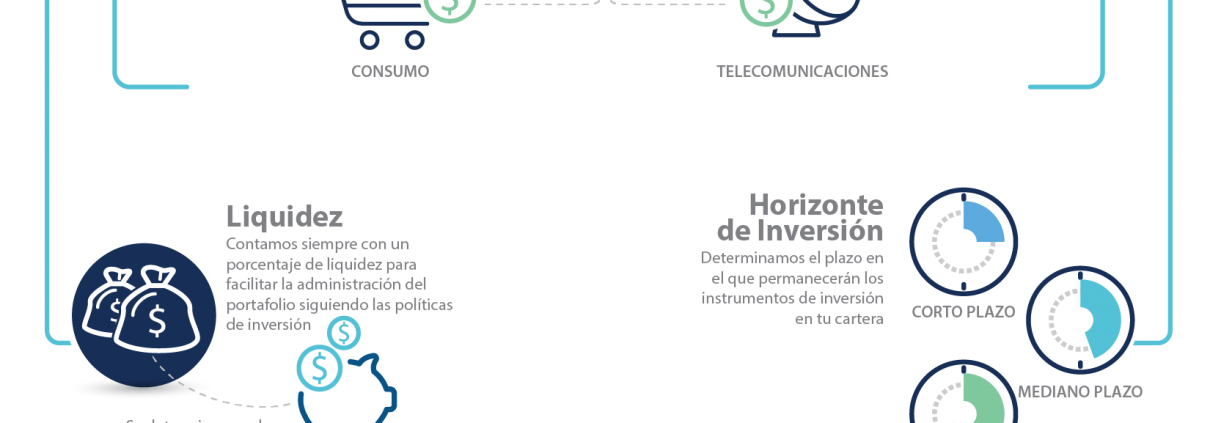 CONSUMO
TELECOMUNICACIONES
Liquidez
Contamos siempre con un
porcentaje de liquidez para
facilitar la administración del
portafolio siguiendo las políticas
de inversión
$
$
$
$
Horizonte
de Inversión
Determinamos el plazo en
el que permanecerán los
instrumentos de inversión
en tu cartera
CORTO PLAZO
MEDIANO PLAZO